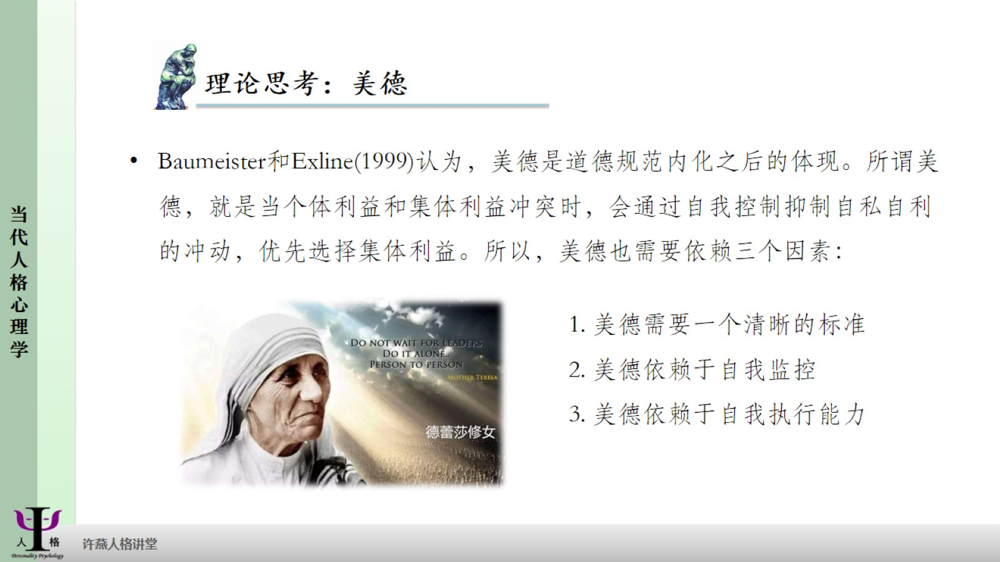 理论思考：美德
• Baumeister和Exline(1999)认为，美德是道德规范内化之后的体现。所谓美
德，就是当个体利益和集体利益冲突时，会通过自我控制抑制自私自利
的冲动，优先选择集体利益。所以，美德也需要依赖三个因素：
DO NOT WAIT FOR LEADERS
DO IT ALONE..
PERSON TO PERSON
MOTHER TERESA
德蕾莎修女
1. 美德需要一个清晰的标准
2. 美德依赖于自我监控
3. 美德依赖于自我执行能力
当代人格心理学
人格
Personality Psychology
许燕人格讲堂